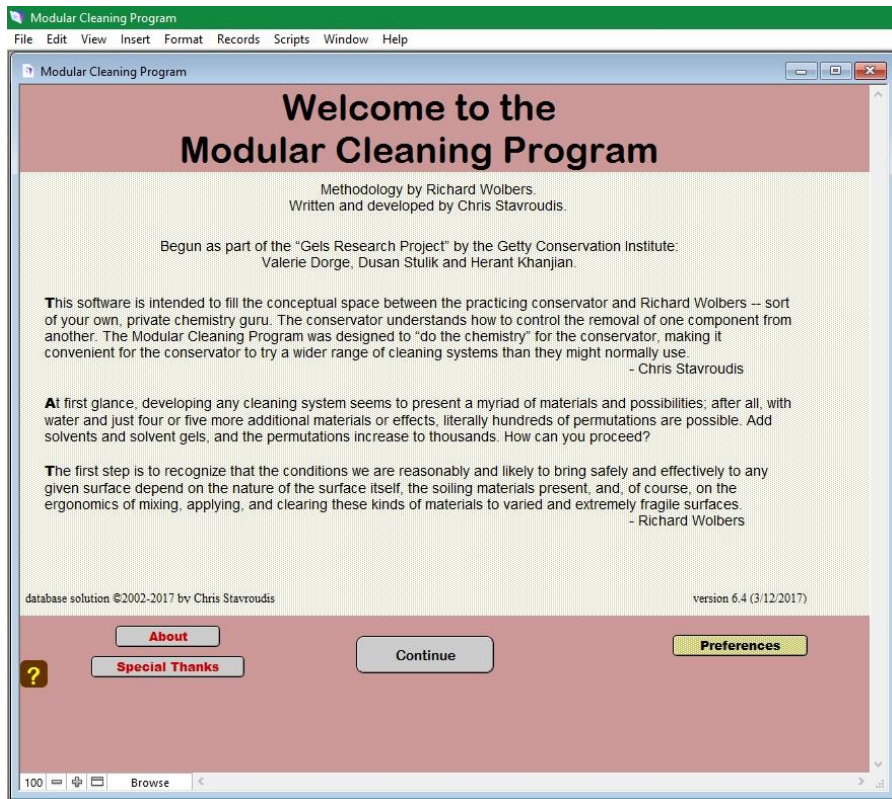 Modular Cleaning Program
File Edit View Insert Format Records Scripts Window Help
Modular Cleaning Program
Welcome to the
Modular Cleaning Program
Methodology by Richard Wolbers.
Written and developed by Chris Stavroudis.
Begun as part of the “Gels Research Project” by the Getty Conservation Institute:
Valerie Dorge, Dusan Stulik and Herant Khanjian.
This software is intended to fill the conceptual space between the practicing conservator and Richard Wolbers -- sort
of your own, private chemistry guru. The conservator understands how to control the removal of one component from
another. The Modular Cleaning Program was designed to “do the chemistry” for the conservator, making it
convenient for the conservator to try a wider range of cleaning systems than they might normally use.
- Chris Stavroudis
At first glance, developing any cleaning system seems to present a myriad of materials and possibilities; after all, with
water and just four or five more additional materials or effects, literally hundreds of permutations are possible. Add
solvents and solvent gels, and the permutations increase to thousands. How can you proceed?
The first step is to recognize that the conditions we are reasonably and likely to bring safely and effectively to any
given surface depend on the nature of the surface itself, the soiling materials present, and, of course, on the
ergonomics of mixing, applying, and clearing these kinds of materials to varied and extremely fragile surfaces.
- Richard Wolbers
database solution ©2002-2017 by Chris Stavroudis version 6.4 (3/12/2017)
About
Special Thanks
Continue
Preferences
?
100 Browse